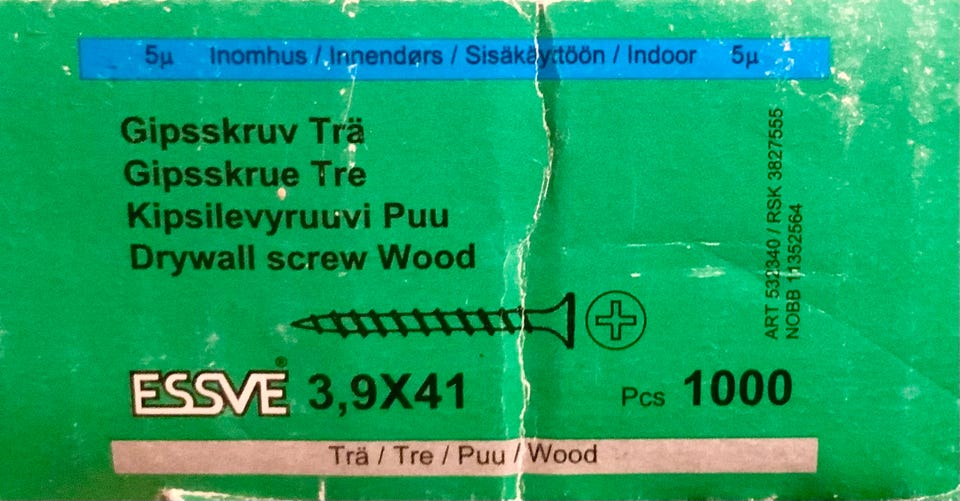 5µ Inomhus / Innendørs / Sisäkäyttöön / Indoor 5µ
Gipsskruv Trä
Gipsskrue Tre
Kipsilevyruuvi Puu
Drywall screw Wood
ART 532340 / RSK 3827555
NOBB 11352564
ESSVE® 3,9X41 Pcs 1000
Trä / Tre / Puu / Wood